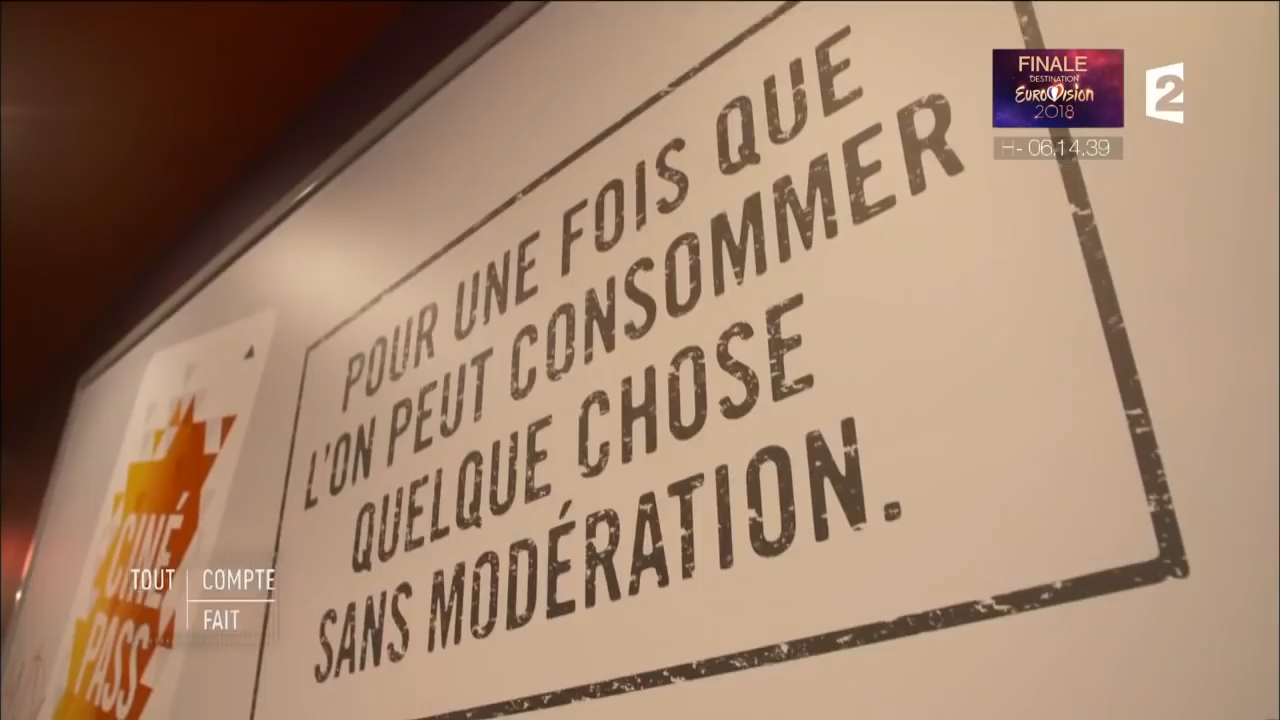 FINALE
DESTINATION
EUROVISION
2018
2
H- 06.14.39
POUR UNE FOIS QUE
L'ON PEUT CONSOMMER
QUELQUE CHOSE
SANS MODÉRATION.
CINÉ
PASS
TOUT COMPTE
FAIT